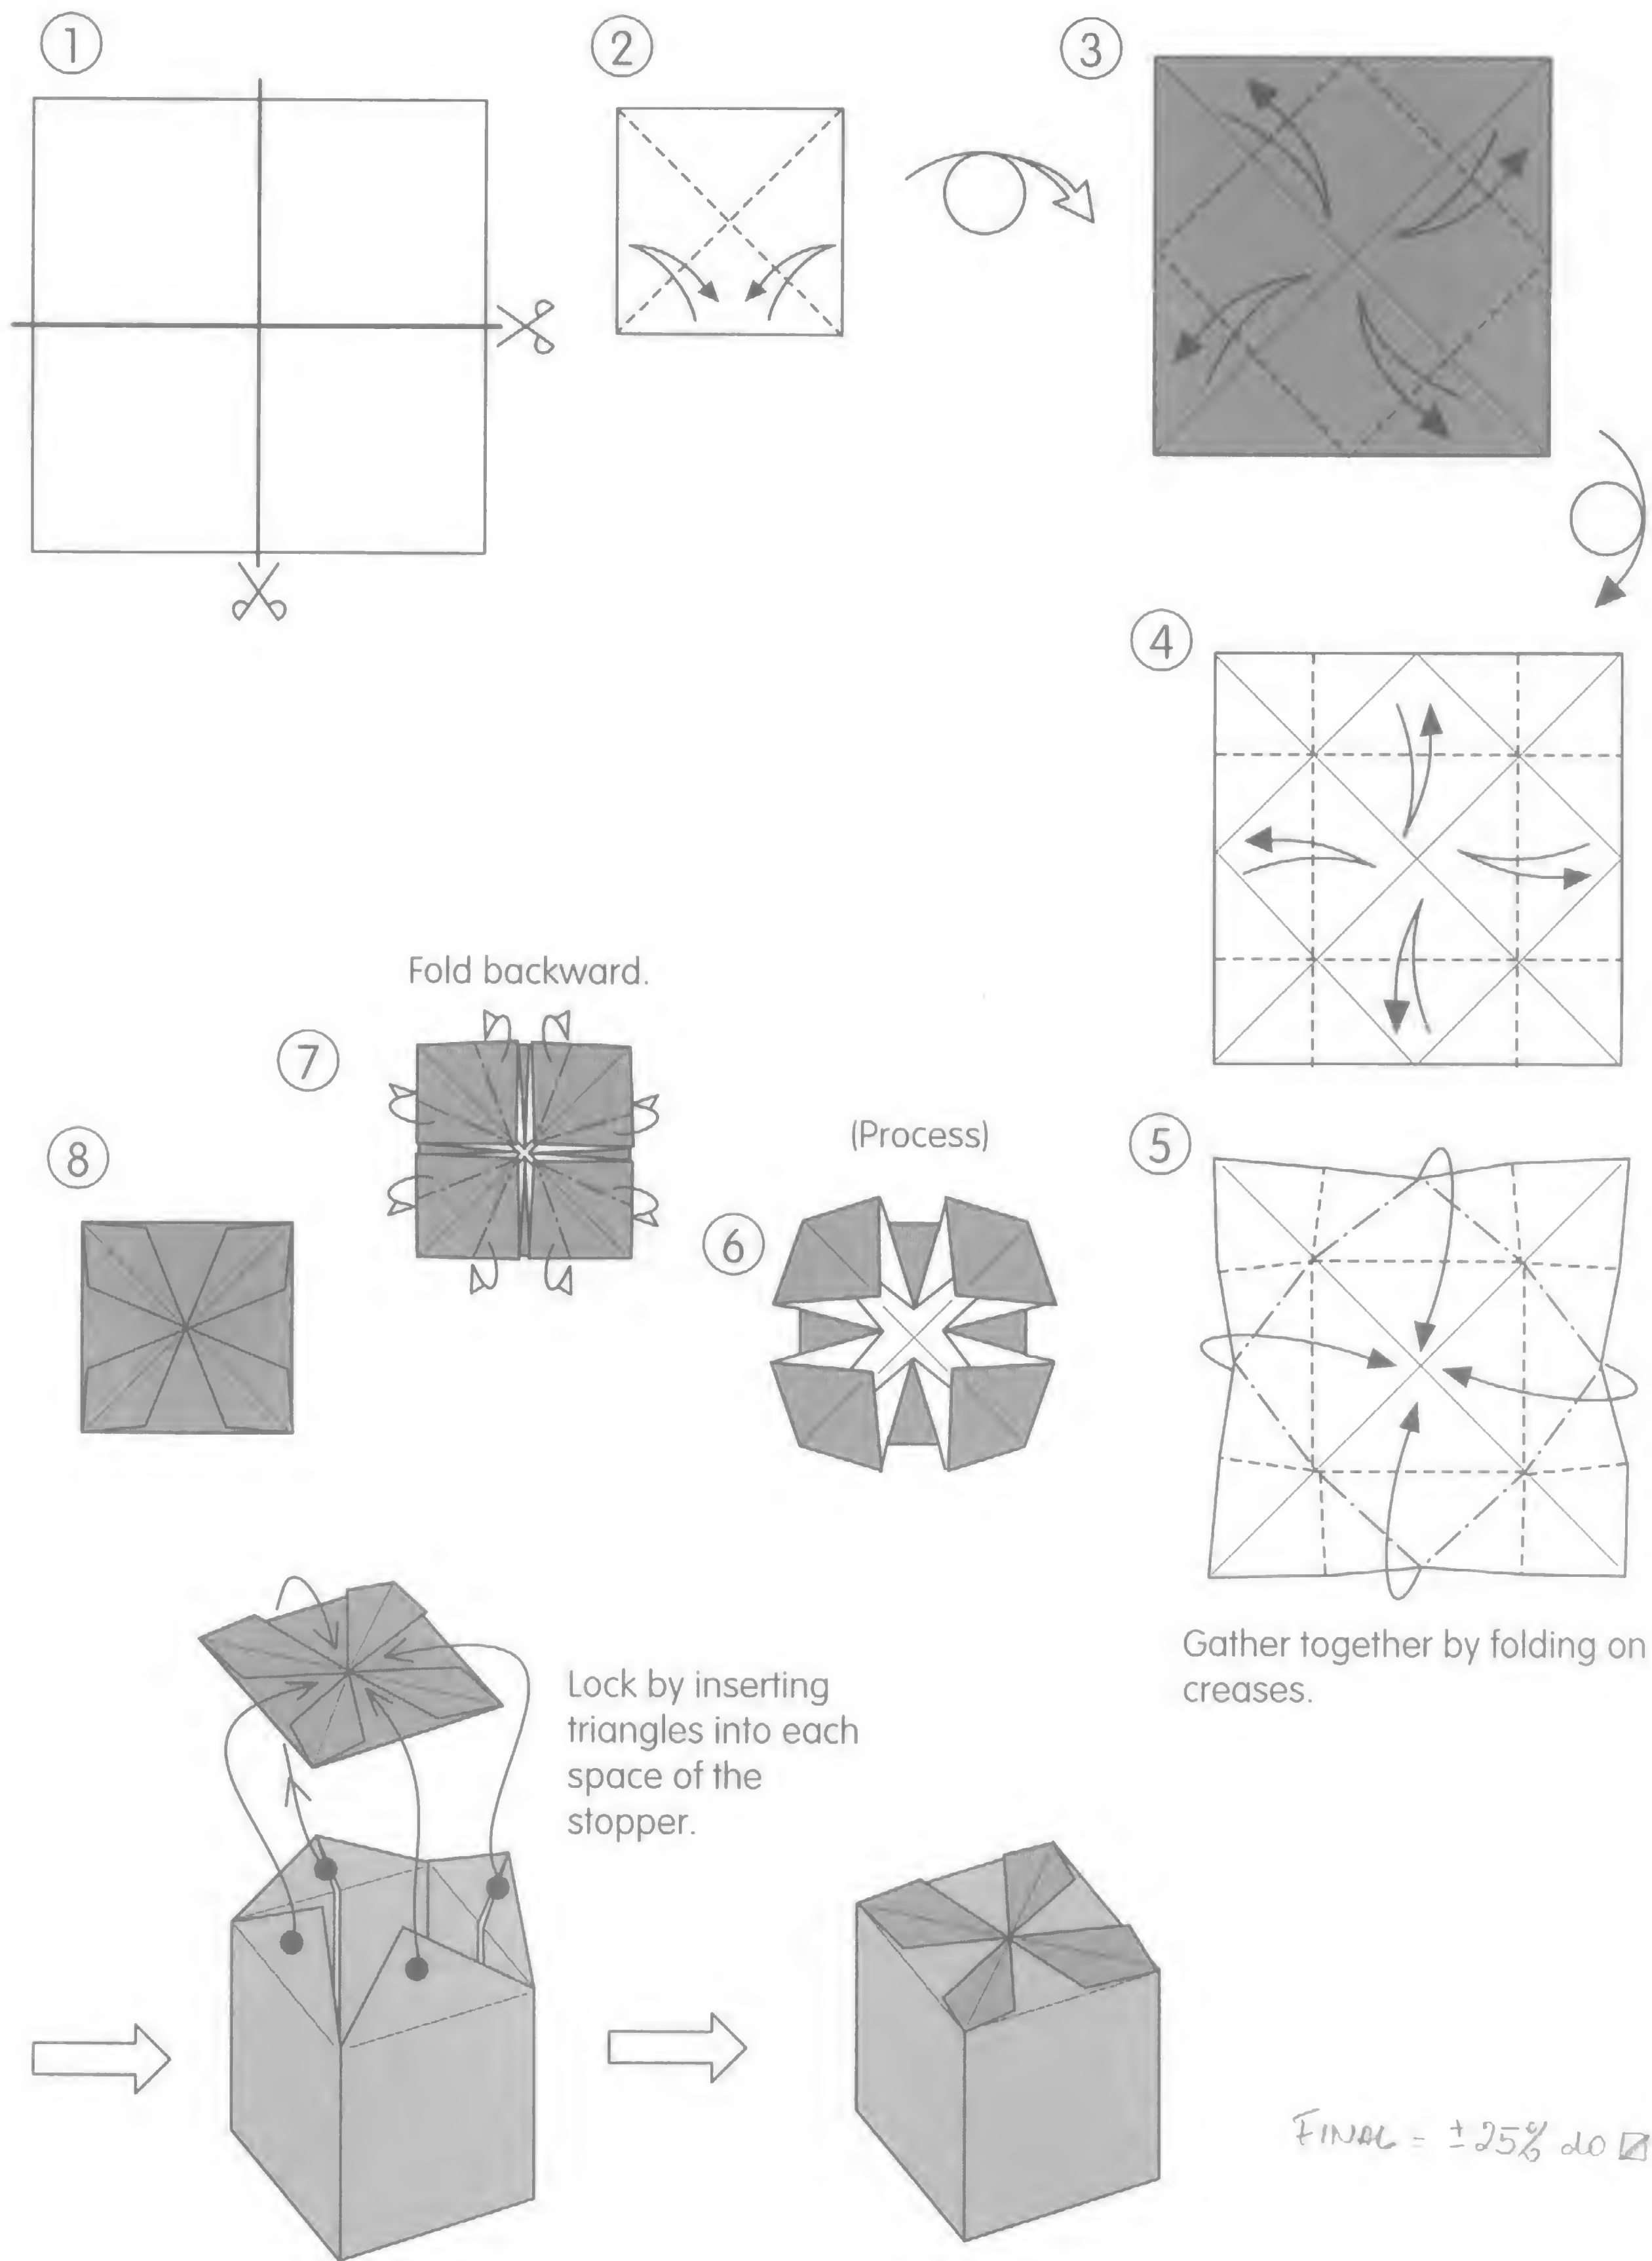 1
2
3
4
Fold backward.
7
8
(Process)
5
6
Gather together by folding on
creases.
Lock by inserting
triangles into each
space of the
stopper.
FINAL = ±25% do